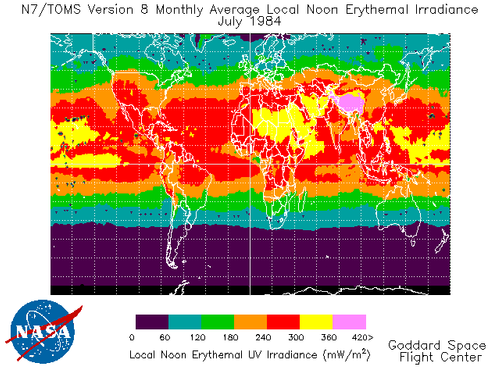 N7/TOMS Version 8 Monthly Average Local Noon Erythemal Irradiance
July 1984
0 60 120 180 240 300 360 420>
Local Noon Erythemal UV Irradiance (mW/m²)
NASA
Goddard Space
Flight Center